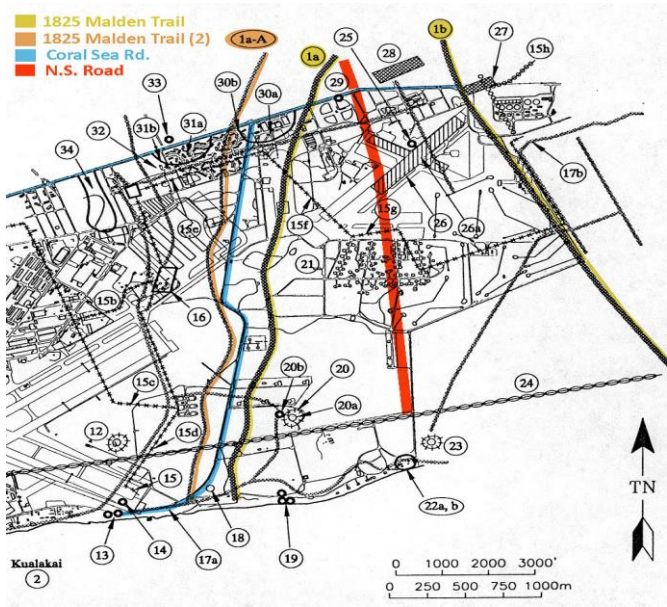 1825 Malden Trail
1825 Malden Trail (2)
Coral Sea Rd.
N.S. Road
1a-A
1a
25
28
1b
27
15h
33
30b
30a
29
31b
31a
32
34
17b
15e
15f
15g
26
26a
21
15b
16
24
15c
20b
20
20a
12
15d
23
15
TN
18
22a, b
13
14
17a
19
Kualakai
2
0 1000 2000 3000'
0 250 500 750 1000m